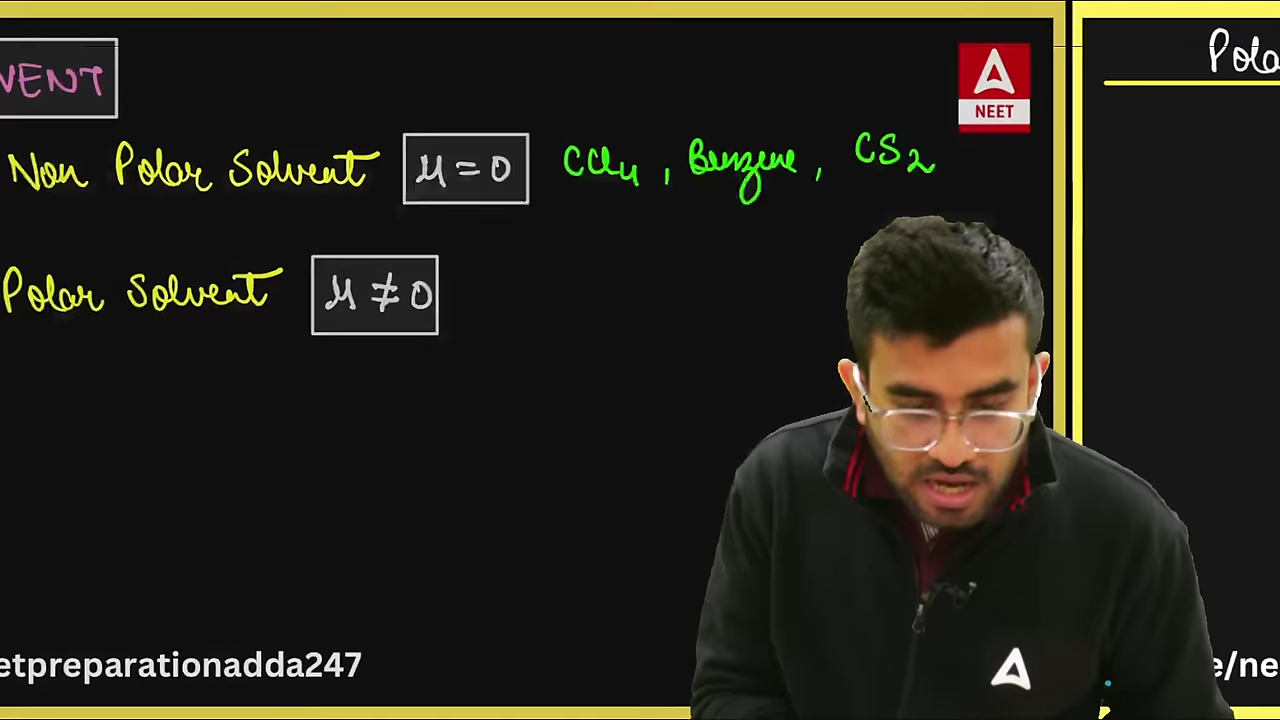 VENT
Non Polar Solvent μ = 0 CCl4 , Benzene , CS2
Polar Solvent μ ≠ 0
NEET
Pola
etpreparationadda247
e/ne